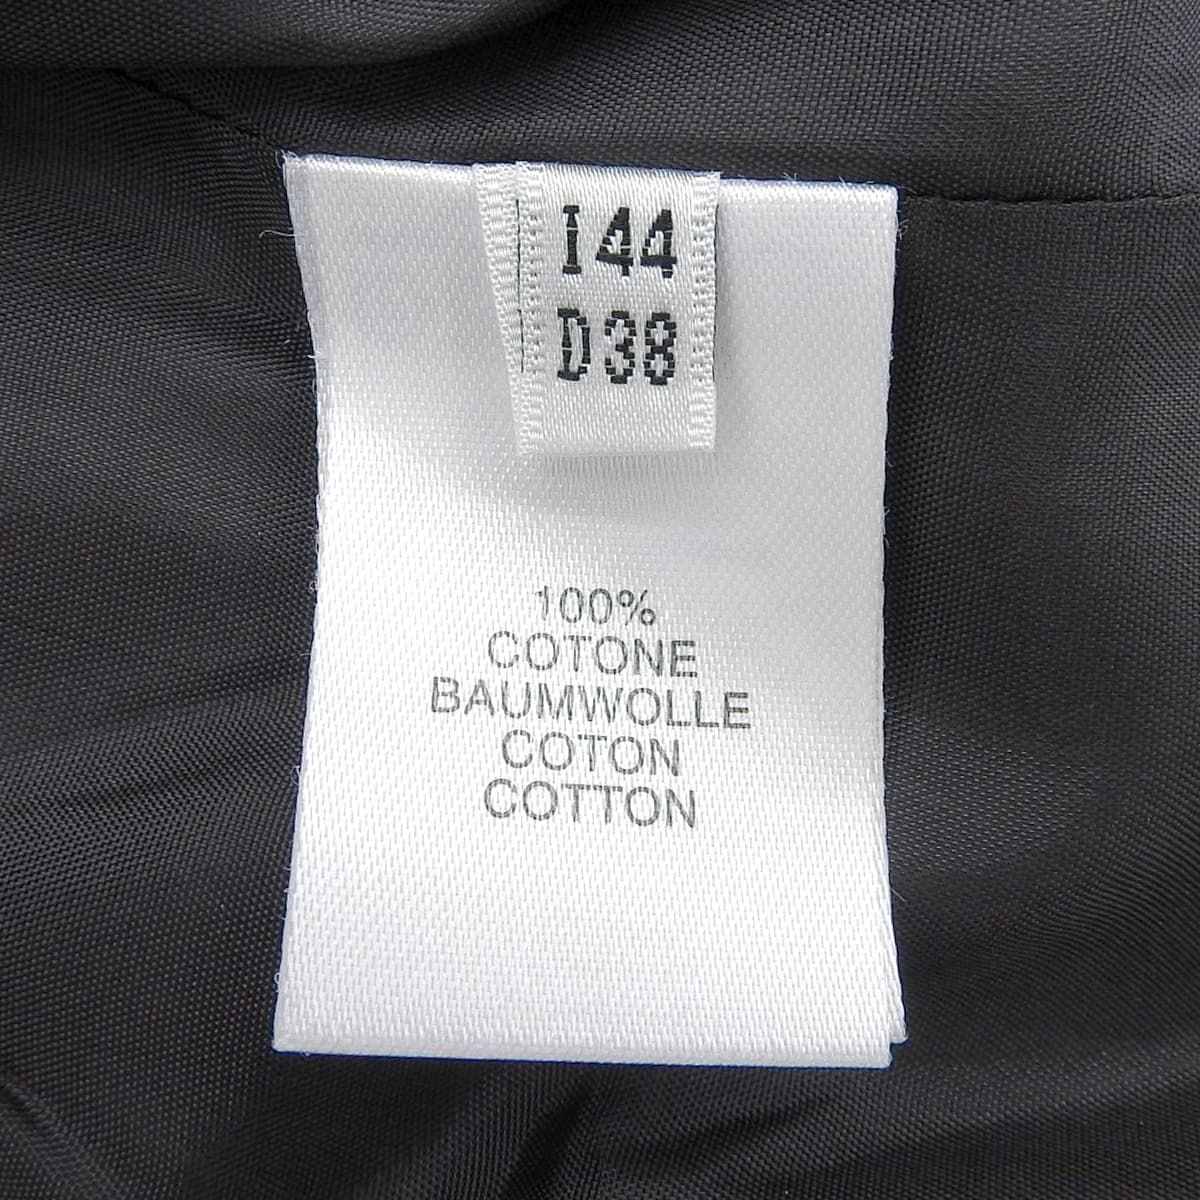 I44
D38
100%
COTONE
BAUMWOLLE
COTON
COTTON